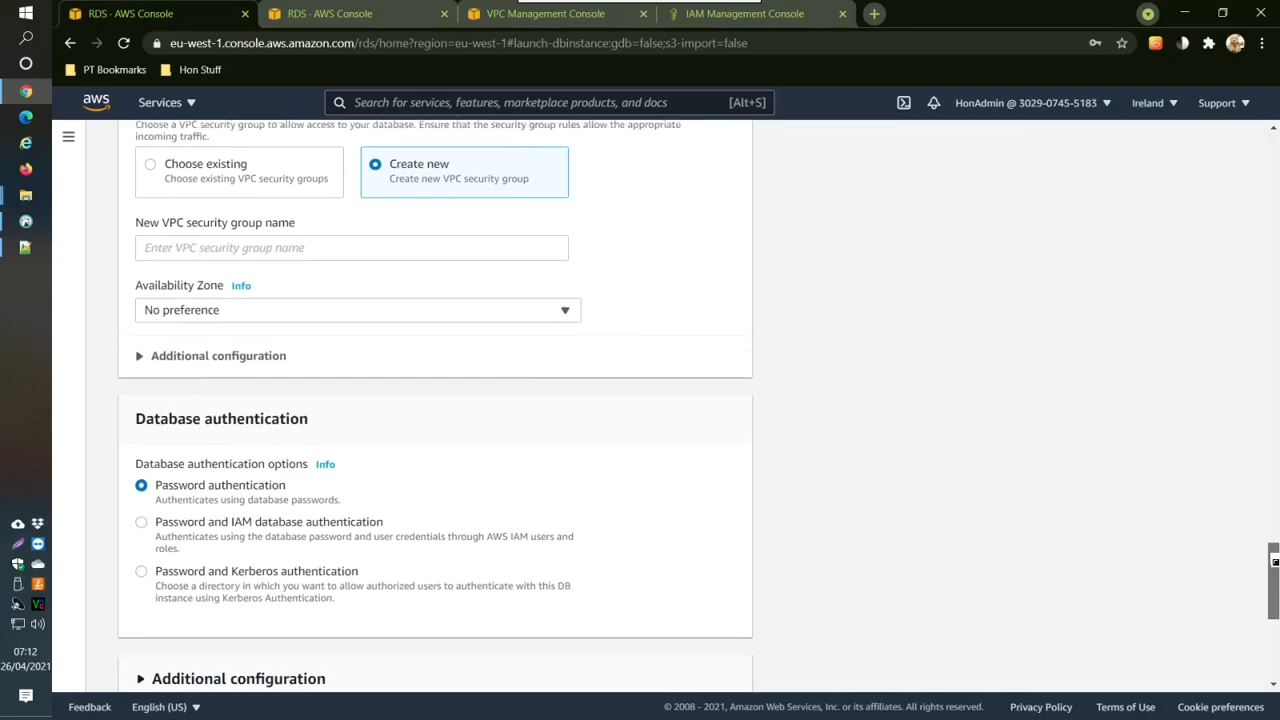 RDS - AWS Console
RDS - AWS Console
VPC Management Console
IAM Management Console
eu-west-1.console.aws.amazon.com/rds/home?region=eu-west-1#launch-dbinstance:gdb=false;s3-import=false
PT Bookmarks
Hon Stuff
aws
Services
Search for services, features, marketplace products, and docs
[Alt+S]
HonAdmin @ 3029-0745-5183
Ireland
Support
Choose a VPC security group to allow access to your database. Ensure that the security group rules allow the appropriate
incoming traffic.
Choose existing
Choose existing VPC security groups
Create new
Create new VPC security group
New VPC security group name
Enter VPC security group name
Availability Zone Info
No preference
Additional configuration
Database authentication
Database authentication options Info
Password authentication
Authenticates using database passwords.
Password and IAM database authentication
Authenticates using the database password and user credentials through AWS IAM users and
roles.
Password and Kerberos authentication
Choose a directory in which you want to allow authorized users to authenticate with this DB
instance using Kerberos Authentication.
Additional configuration
07:12
26/04/2021
Feedback
English (US)
© 2008 - 2021, Amazon Web Services, Inc. or its affiliates. All rights reserved.
Privacy Policy
Terms of Use
Cookie preferences